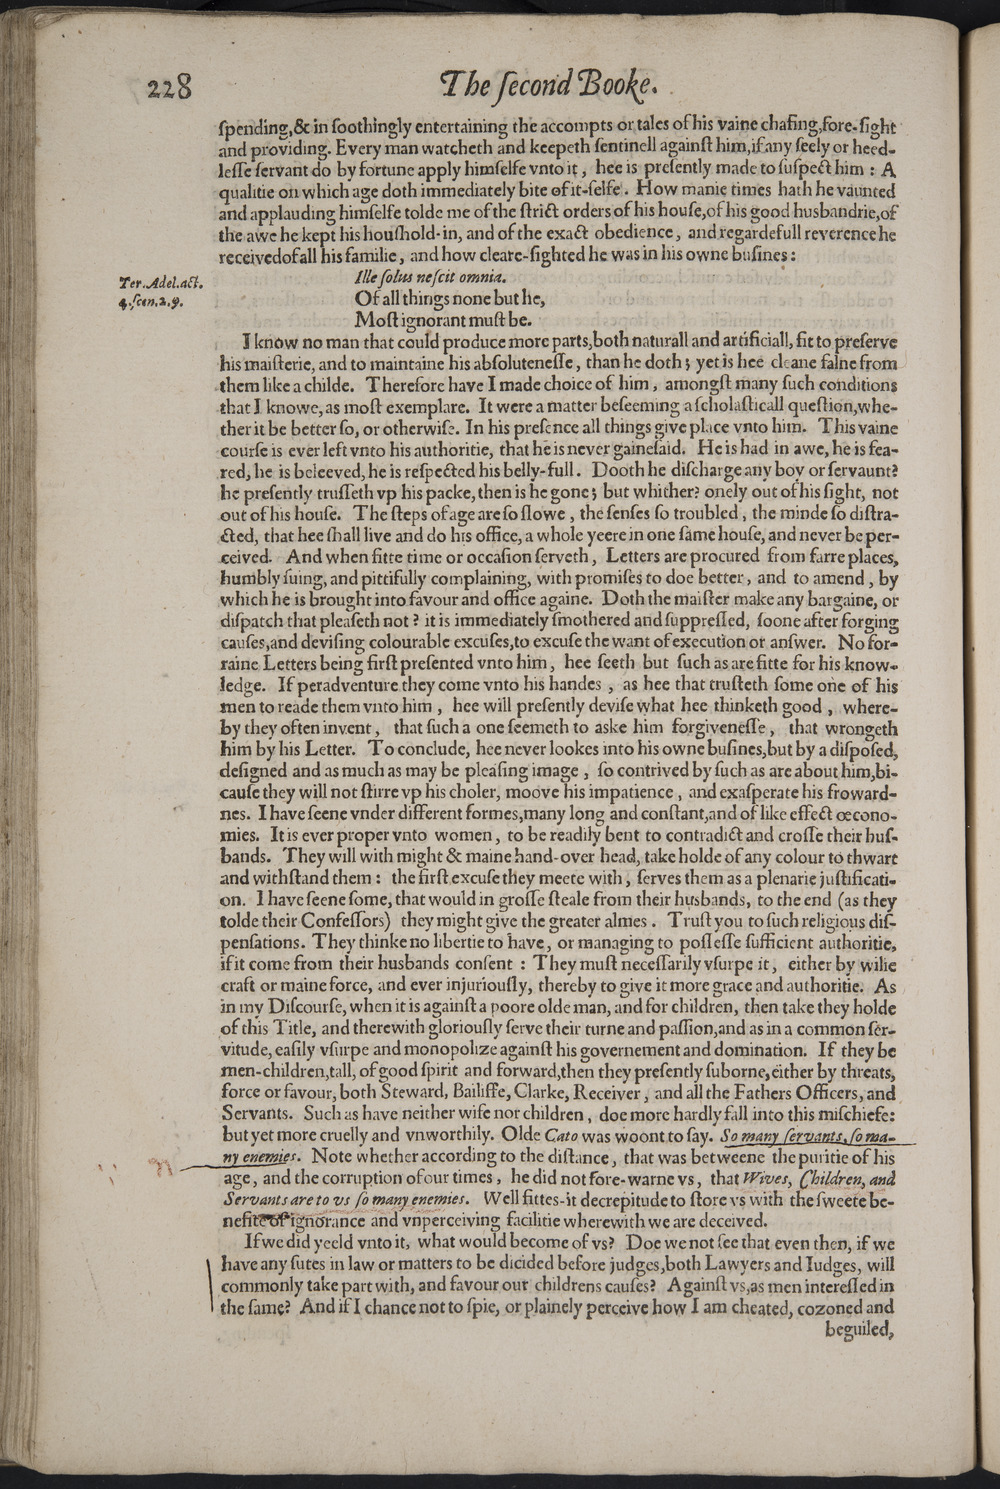 228
The ſecond Booke.
ſpending,& in ſoothingly entertaining the accompts or tales of his vaine chafing,fore-ſight
and providing. Every man watcheth and keepeth ſentinell againſt him,if any ſeely or heed-
leſſe ſervant do by fortune apply himſelfe vnto it, hee is preſently made to ſuſpect him : A
qualitie on which age doth immediately bite of it-ſelfe. How manie times hath he vaunted
and applauding himſelfe tolde me of the ſtrict orders of his houſe,of his good husbandrie,of
the awe he kept his houſhold-in, and of the exact obedience, and regardefull reverence he
receivedofall his familie, and how cleare-ſighted he was in his owne buſines:
Ter.Adel.act.
4.ſcen.2.9.
Ille ſolus neſcit omnia.
Of all things none but he,
Moſt ignorant muſt be.
I know no man that could produce more parts,both naturall and artificiall, fit to preſerve
his maiſterie, and to maintaine his abſoluteneſſe, than he doth; yet is hee cleane falne from
them like a childe. Therefore have I made choice of him, amongſt many ſuch conditions
that I knowe, as moſt exemplare. It were a matter beſeeming a ſcholaſticall queſtion,whe-
ther it be better ſo, or otherwiſe. In his preſence all things give place vnto him. This vaine
courſe is ever left vnto his authoritie, that he is never gaineſaid. He is had in awe, he is fea-
red, he is beleeved, he is reſpected his belly-full. Dooth he diſcharge any boy or ſervaunt?
he preſently truſſeth vp his packe, then is he gone; but whither? onely out of his ſight, not
out of his houſe. The ſteps of age are ſo ſlowe, the ſenſes ſo troubled, the minde ſo diſtra-
cted, that hee ſhall live and do his office, a whole yeere in one ſame houſe, and never be per-
ceived. And when fitte time or occaſion ſerveth, Letters are procured from farre places,
humbly ſuing, and pittifully complaining, with promiſes to doe better, and to amend, by
which he is brought into favour and office againe. Doth the maiſter make any bargaine, or
diſpatch that pleaſeth not ? it is immediately ſmothered and ſuppreſſed, ſoone after forging
cauſes,and deviſing colourable excuſes,to excuſe the want of execution or anſwer. No for-
raine Letters being firſt preſented vnto him, hee ſeeth but ſuch as are fitte for his know-
ledge. If peradventure they come vnto his handes , as hee that truſteth ſome one of his
men to reade them vnto him, hee will preſently deviſe what hee thinketh good , where-
by they often invent, that ſuch a one ſeemeth to aske him forgiveneſſe, that wrongeth
him by his Letter. To conclude, hee never lookes into his owne buſines,but by a diſpoſed,
deſigned and as much as may be pleaſing image, ſo contrived by ſuch as are about him,bi-
cauſe they will not ſtirre vp his choler, moove his impatience, and exaſperate his froward-
nes. I have ſeene vnder different formes,many long and conſtant,and of like effect œcono-
mies. It is ever proper vnto women, to be readily bent to contradict and croſſe their huſ-
bands. They will with might & maine hand-over head, take holde of any colour to thwart
and withſtand them: the firſt excuſe they meete with, ſerves them as a plenarie juſtificati-
on. I have ſeene ſome, that would in groſſe ſteale from their husbands, to the end (as they
tolde their Confeſſors) they might give the greater almes. Truſt you to ſuch religious diſ-
penſations. They thinke no libertie to have, or managing to poſſeſſe ſufficient authoritie,
if it come from their husbands conſent : They muſt neceſſarily vſurpe it, either by wilie
craft or maine force, and ever injuriouſly, thereby to give it more grace and authoritie. As
in my Diſcourſe, when it is againſt a poore olde man, and for children, then take they holde
of this Title, and therewith gloriouſly ſerve their turne and paſſion,and as in a common ſer-
vitude, eaſily vſurpe and monopolize againſt his governement and domination. If they be
men-children,tall, of good ſpirit and forward,then they preſently ſuborne, either by threats,
force or favour, both Steward, Bailiffe, Clarke, Receiver, and all the Fathers Officers, and
Servants. Such as have neither wife nor children, doe more hardly fall into this miſchiefe:
but yet more cruelly and vnworthily. Olde Cato was woont to ſay. So many ſervants, ſo ma-
ny enemies. Note whether according to the diſtance, that was betweene the puritie of his
age, and the corruption of our times, he did not fore-warne vs, that Wives, Children, and
Servants are to vs ſo many enemies. Well fittes-it decrepitude to ſtore vs with the ſweete be-
nefite of ignorance and vnperceiving facilitie wherewith we are deceived.
If we did yeeld vnto it, what would become of vs? Doe we not ſee that even then, if we
have any ſutes in law or matters to be dicided before judges,both Lawyers and Iudges, will
commonly take part with, and favour our childrens cauſes? Againſt vs,as men intereſſed in
the ſame? And if I chance not to ſpie, or plainely perceive how I am cheated, cozoned and
beguiled,